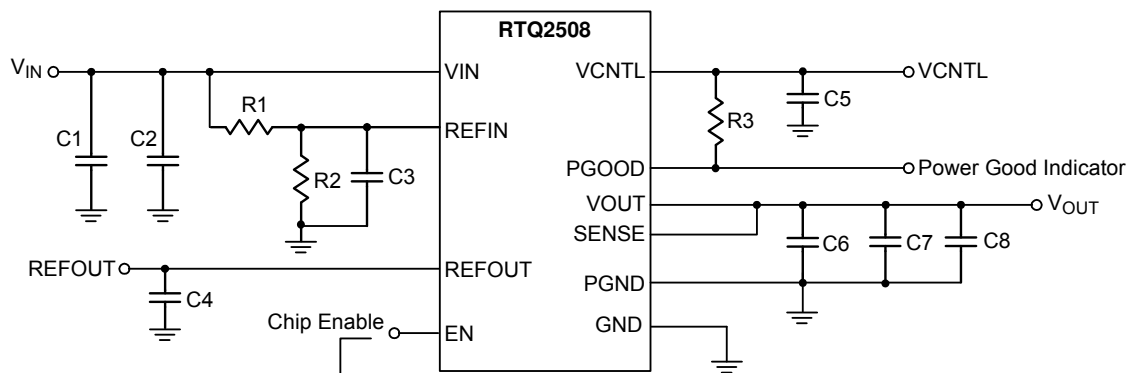 RTQ2508
VIN
VIN
VCNTL
VCNTL
C5
R1
R3
C1
C2
REFIN
R2
C3
PGOOD
Power Good Indicator
VOUT
VOUT
SENSE
C6
C7
C8
REFOUT
REFOUT
PGND
C4
Chip Enable
EN
GND